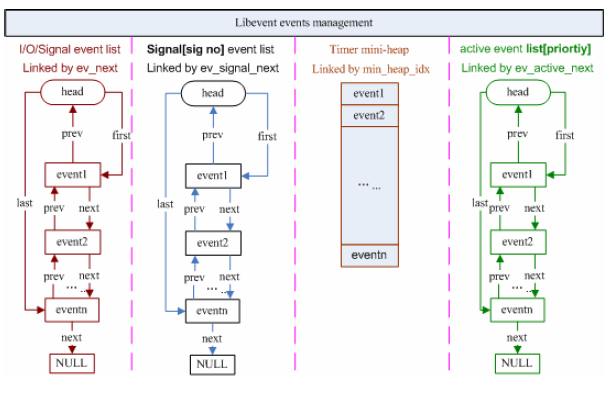 Libevent events management
I/O/Signal event list
Linked by ev_next
head
prev
first
event1
last
prev
next
event2
prev
next
... ...
eventn
next
NULL
Signal[sig no] event list
Linked by ev_signal_next
head
prev
first
event1
last
prev
next
event2
prev
next
... ...
eventn
next
NULL
Timer mini-heap
Linked by min_heap_idx
event1
event2
... ...
eventn
active event list[priortiy]
Linked by ev_active_next
head
prev
first
event1
last
prev
next
event2
prev
next
... ...
eventn
next
NULL